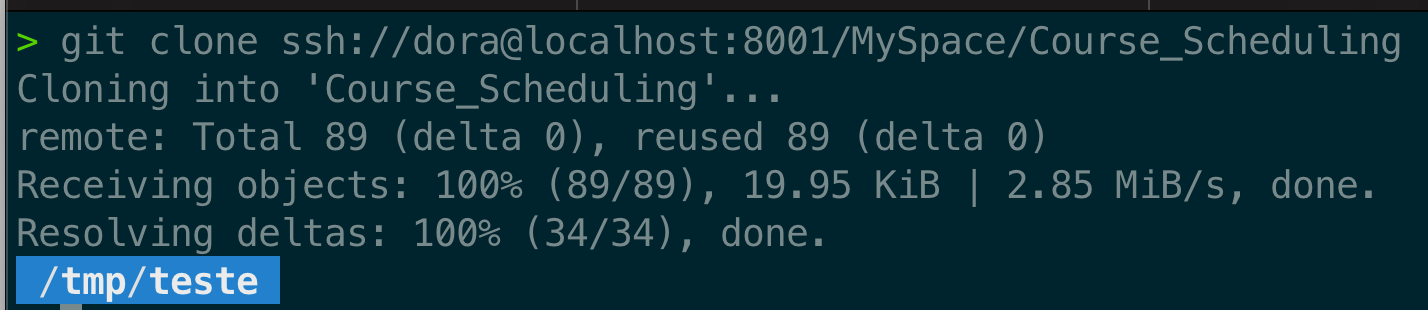 > git clone ssh://dora@localhost:8001/MySpace/Course_Scheduling
Cloning into 'Course_Scheduling'...
remote: Total 89 (delta 0), reused 89 (delta 0)
Receiving objects: 100% (89/89), 19.95 KiB | 2.85 MiB/s, done.
Resolving deltas: 100% (34/34), done.
/tmp/teste